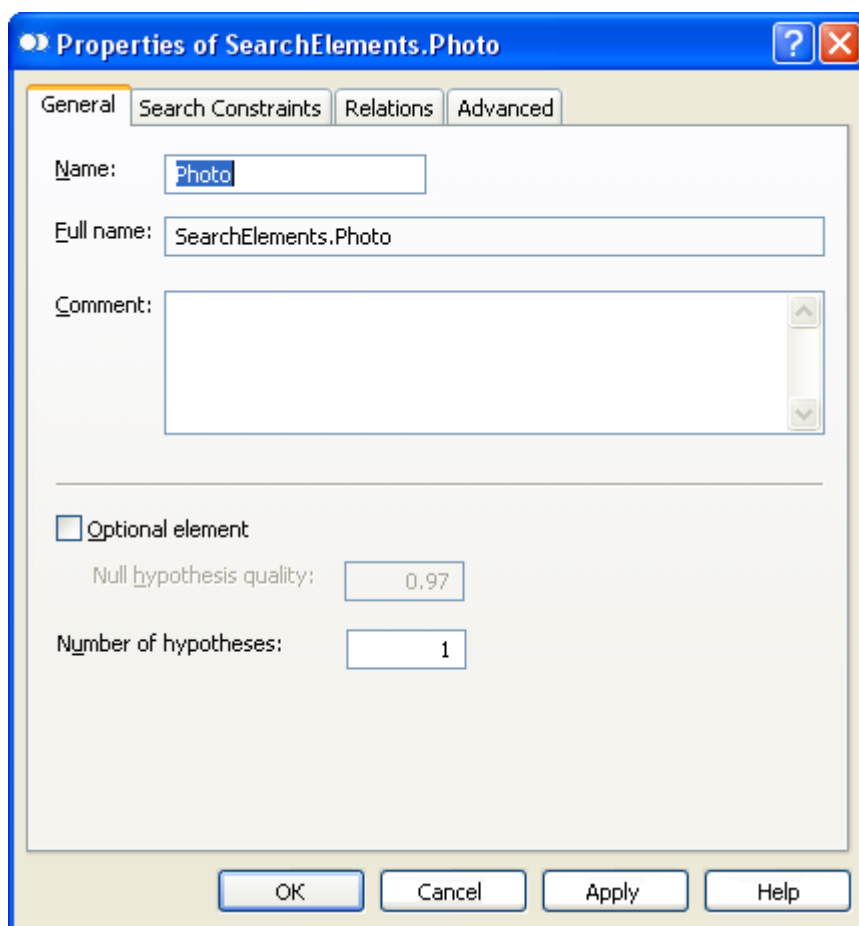 Properties of SearchElements.Photo
General Search Constraints Relations Advanced
Name: Photo
Full name: SearchElements.Photo
Comment:
Optional element
Null hypothesis quality: 0.97
Number of hypotheses: 1
OK Cancel Apply Help